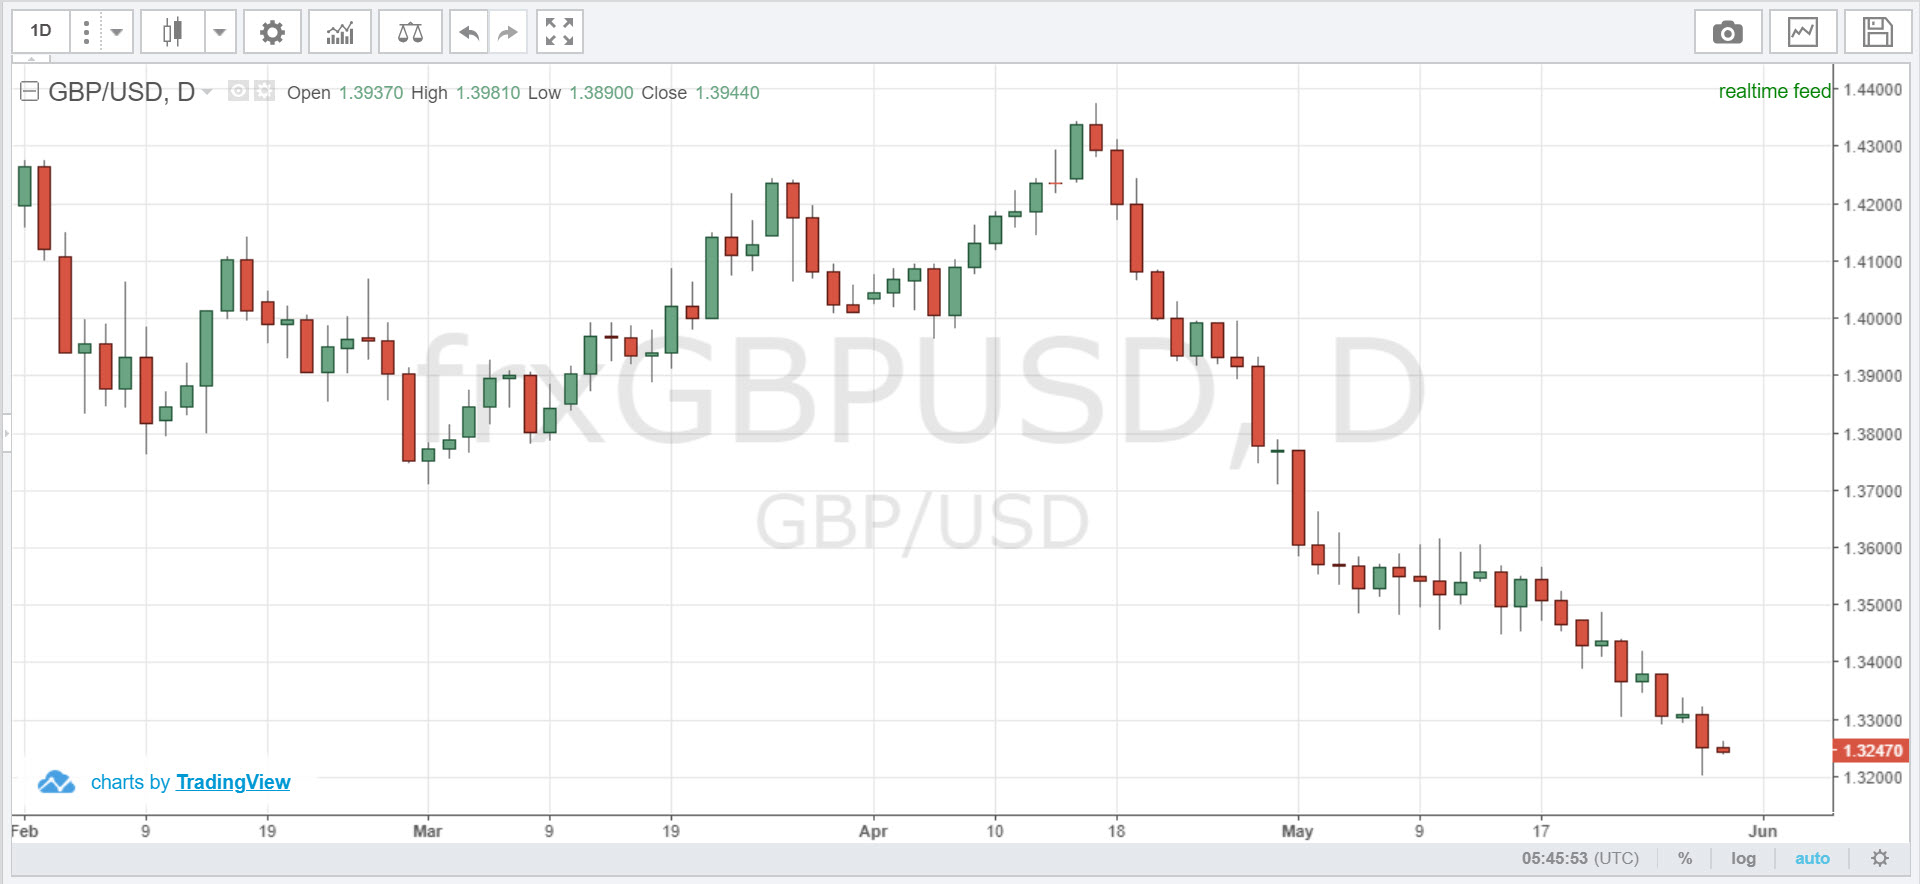 1D
GBP/USD, D Open 1.39370 High 1.39810 Low 1.38900 Close 1.39440
realtime feed
1.44000
1.43000
1.42000
1.41000
1.40000
1.39000
1.38000
1.37000
1.36000
1.35000
1.34000
1.33000
1.32470
1.32000
frxGBPUSD, D
GBP/USD
charts by TradingView
Feb 9 19 Mar 9 19 Apr 10 18 May 9 17 Jun
05:45:53 (UTC) % log auto